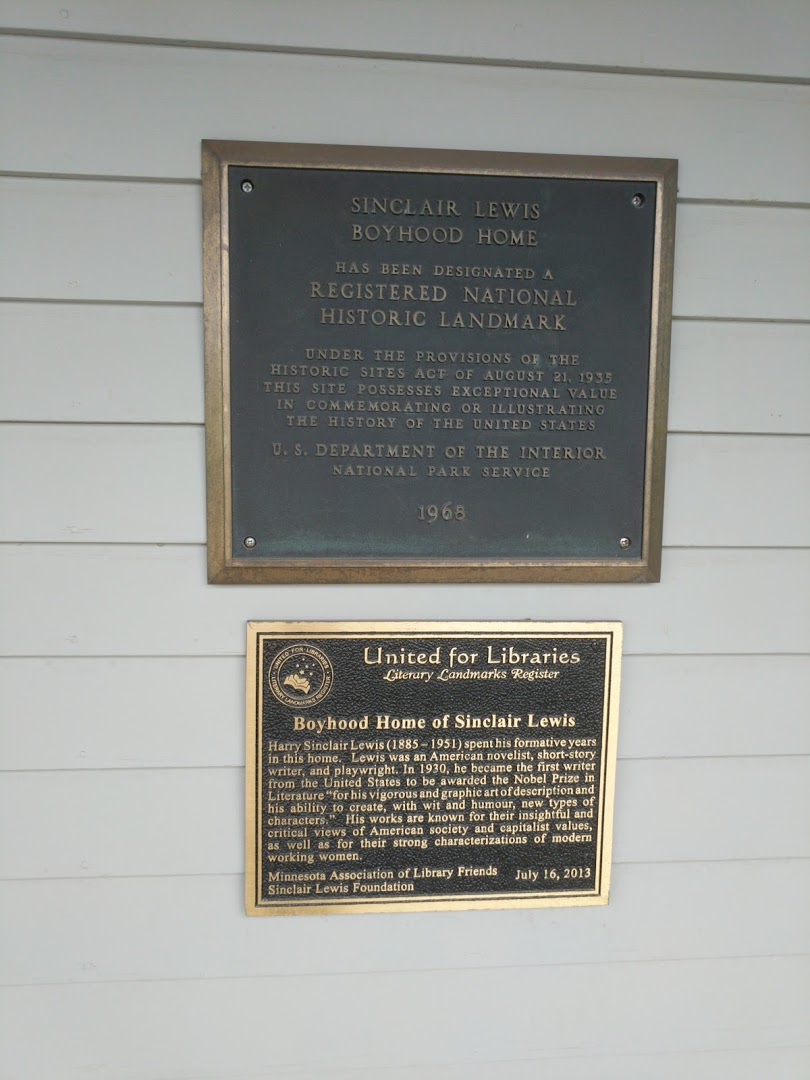 SINCLAIR LEWIS
BOYHOOD HOME
HAS BEEN DESIGNATED A
REGISTERED NATIONAL
HISTORIC LANDMARK
UNDER THE PROVISIONS OF THE
HISTORIC SITES ACT OF AUGUST 21, 1935
THIS SITE POSSESSES EXCEPTIONAL VALUE
IN COMMEMORATING OR ILLUSTRATING
THE HISTORY OF THE UNITED STATES
U. S. DEPARTMENT OF THE INTERIOR
NATIONAL PARK SERVICE
1968
UNITED FOR LIBRARIES
LITERARY LANDMARKS REGISTER
United for Libraries
Literary Landmarks Register
Boyhood Home of Sinclair Lewis
Harry Sinclair Lewis (1885 – 1951) spent his formative years
in this home. Lewis was an American novelist, short-story
writer, and playwright. In 1930, he became the first writer
from the United States to be awarded the Nobel Prize in
Literature "for his vigorous and graphic art of description and
his ability to create, with wit and humour, new types of
characters." His works are known for their insightful and
critical views of American society and capitalist values,
as well as for their strong characterizations of modern
working women.
Minnesota Association of Library Friends July 16, 2013
Sinclair Lewis Foundation